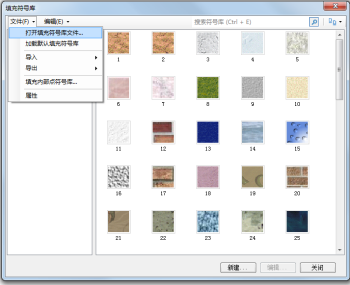 填充符号库
文件(F)
编辑(E)
搜索符号库 (Ctrl + E)
打开填充符号库文件...
加载默认填充符号库
导入
导出
填充内部点符号库...
属性
1 2 3 4 5
6 7 8 9 10
11 12 13 14 15
16 17 18 19 20
21 22 23 24 25
新建... 编辑... 关闭